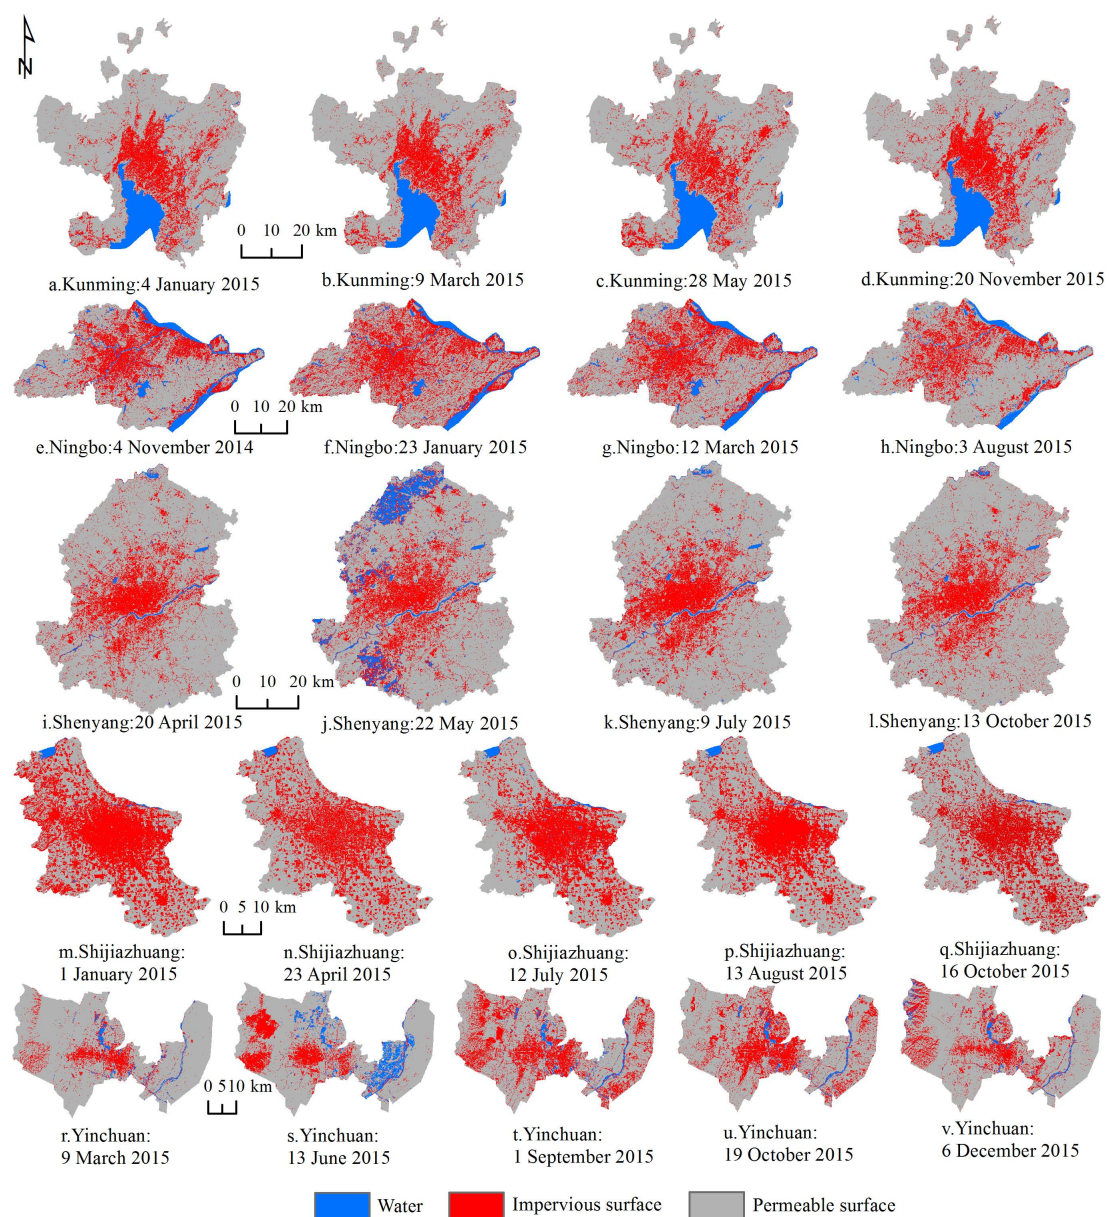 N
0 10 20 km
a.Kunming:4 January 2015
b.Kunming:9 March 2015
c.Kunming:28 May 2015
d.Kunming:20 November 2015
0 10 20 km
e.Ningbo:4 November 2014
f.Ningbo:23 January 2015
g.Ningbo:12 March 2015
h.Ningbo:3 August 2015
0 10 20 km
i.Shenyang:20 April 2015
j.Shenyang:22 May 2015
k.Shenyang:9 July 2015
l.Shenyang:13 October 2015
0 5 10 km
m.Shijiazhuang:
1 January 2015
n.Shijiazhuang:
23 April 2015
o.Shijiazhuang:
12 July 2015
p.Shijiazhuang:
13 August 2015
q.Shijiazhuang:
16 October 2015
0 510 km
r.Yinchuan:
9 March 2015
s.Yinchuan:
13 June 2015
t.Yinchuan:
1 September 2015
u.Yinchuan:
19 October 2015
v.Yinchuan:
6 December 2015
Water
Impervious surface
Permeable surface